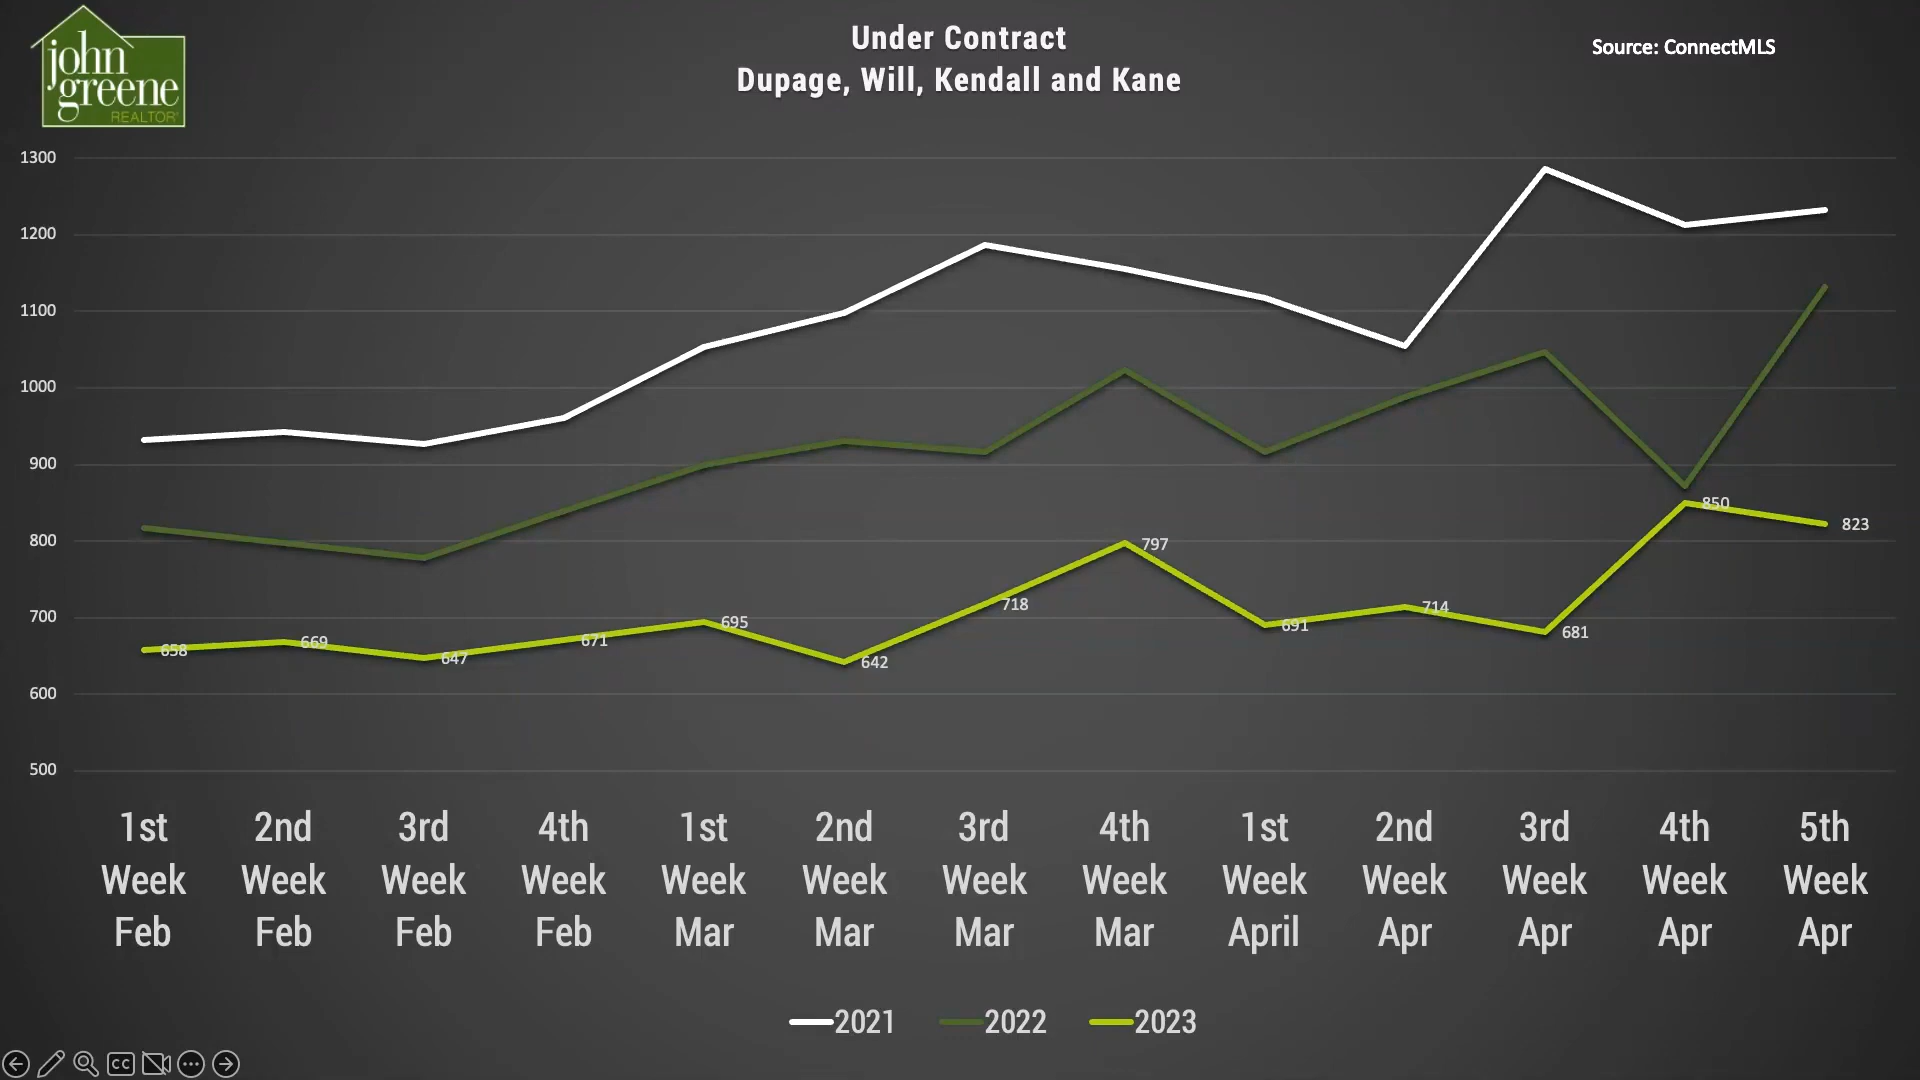 john
greene
REALTOR®
Under Contract
Dupage, Will, Kendall and Kane
Source: ConnectMLS
1300
1200
1100
1000
900
800
700
600
500
658
669
647
671
695
642
718
797
691
714
681
850
823
1st Week Feb
2nd Week Feb
3rd Week Feb
4th Week Feb
1st Week Mar
2nd Week Mar
3rd Week Mar
4th Week Mar
1st Week April
2nd Week Apr
3rd Week Apr
4th Week Apr
5th Week Apr
2021
2022
2023
CC